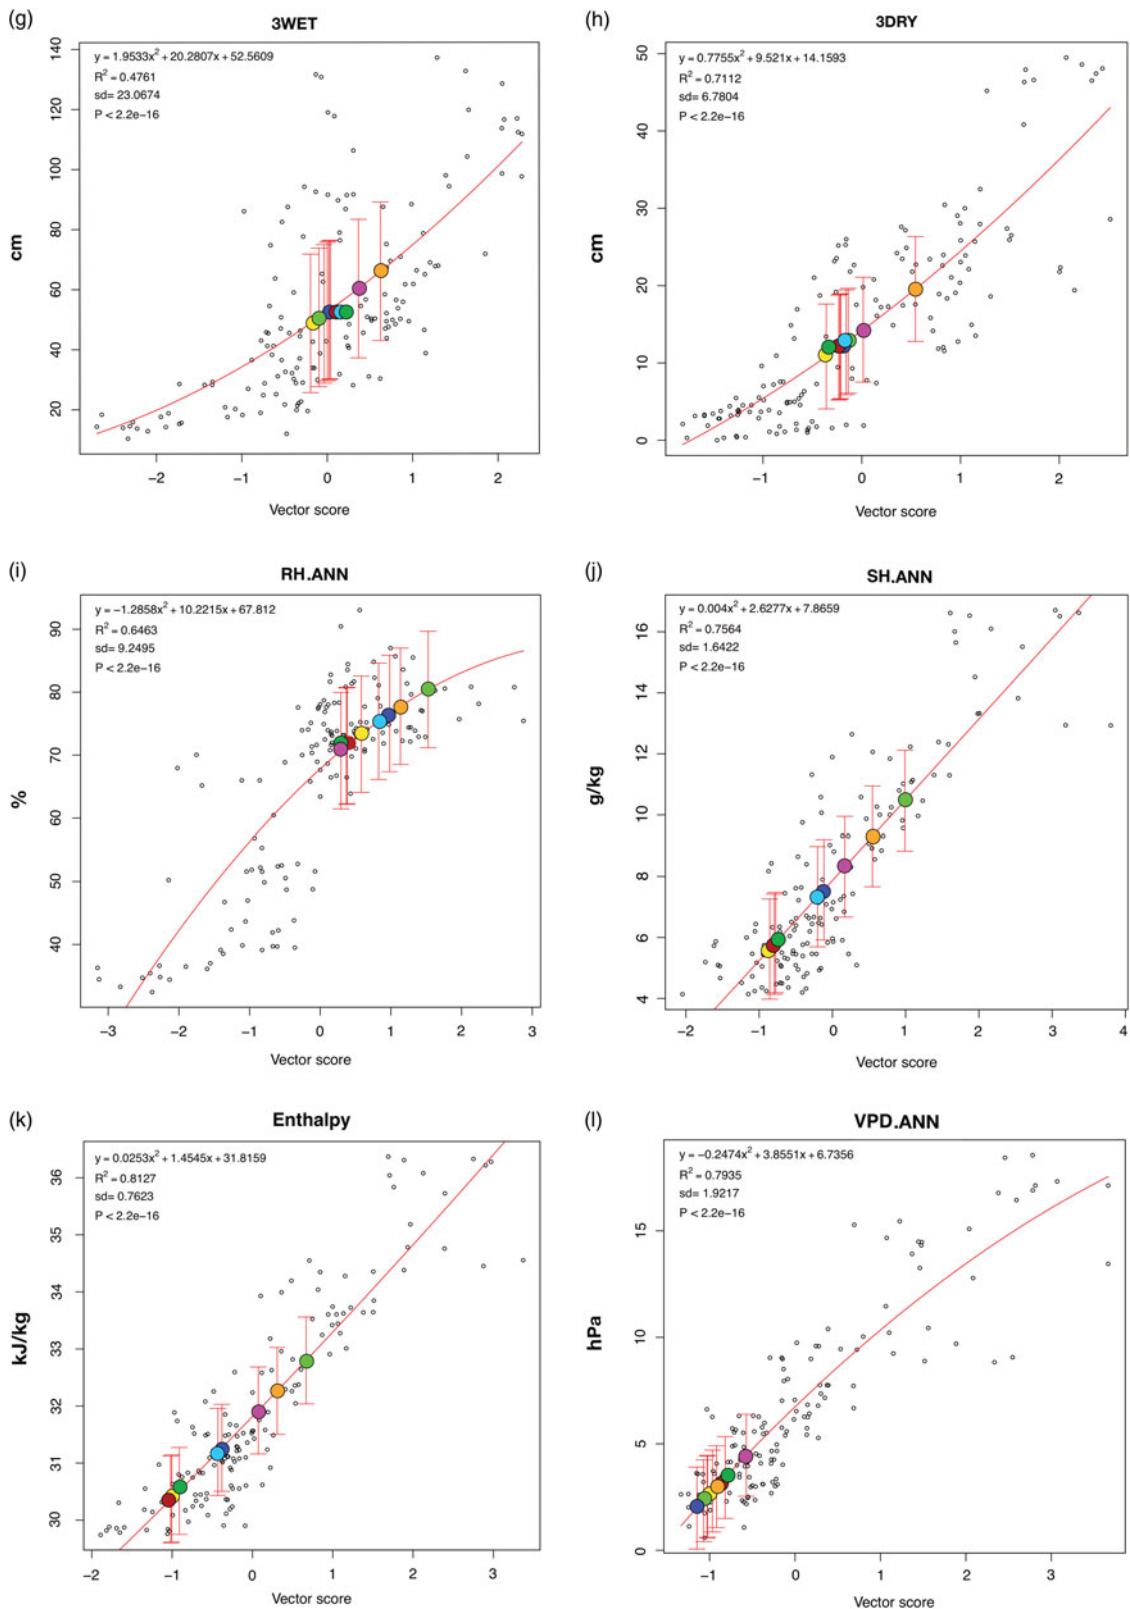 (g)
3WET
y = 1.9533x² + 20.2807x + 52.5609
R² = 0.4761
sd= 23.0674
P < 2.2e−16
140
120
100
80
60
40
20
cm
−2 −1 0 1 2
Vector score
(h)
3DRY
y = 0.7755x² + 9.521x + 14.1593
R² = 0.7112
sd= 6.7804
P < 2.2e−16
50
40
30
20
10
0
cm
−1 0 1 2
Vector score
(i)
RH.ANN
y = −1.2858x² + 10.2215x + 67.812
R² = 0.6463
sd= 9.2495
P < 2.2e−16
90
80
70
60
50
40
%
−3 −2 −1 0 1 2 3
Vector score
(j)
SH.ANN
y = 0.004x² + 2.6277x + 7.8659
R² = 0.7564
sd= 1.6422
P < 2.2e−16
16
14
12
10
8
6
4
g/kg
−2 −1 0 1 2 3 4
Vector score
(k)
Enthalpy
y = 0.0253x² + 1.4545x + 31.8159
R² = 0.8127
sd= 0.7623
P < 2.2e−16
36
35
34
33
32
31
30
kJ/kg
−2 −1 0 1 2 3
Vector score
(l)
VPD.ANN
y = −0.2474x² + 3.8551x + 6.7356
R² = 0.7935
sd= 1.9217
P < 2.2e−16
15
10
5
0
hPa
−1 0 1 2 3
Vector score